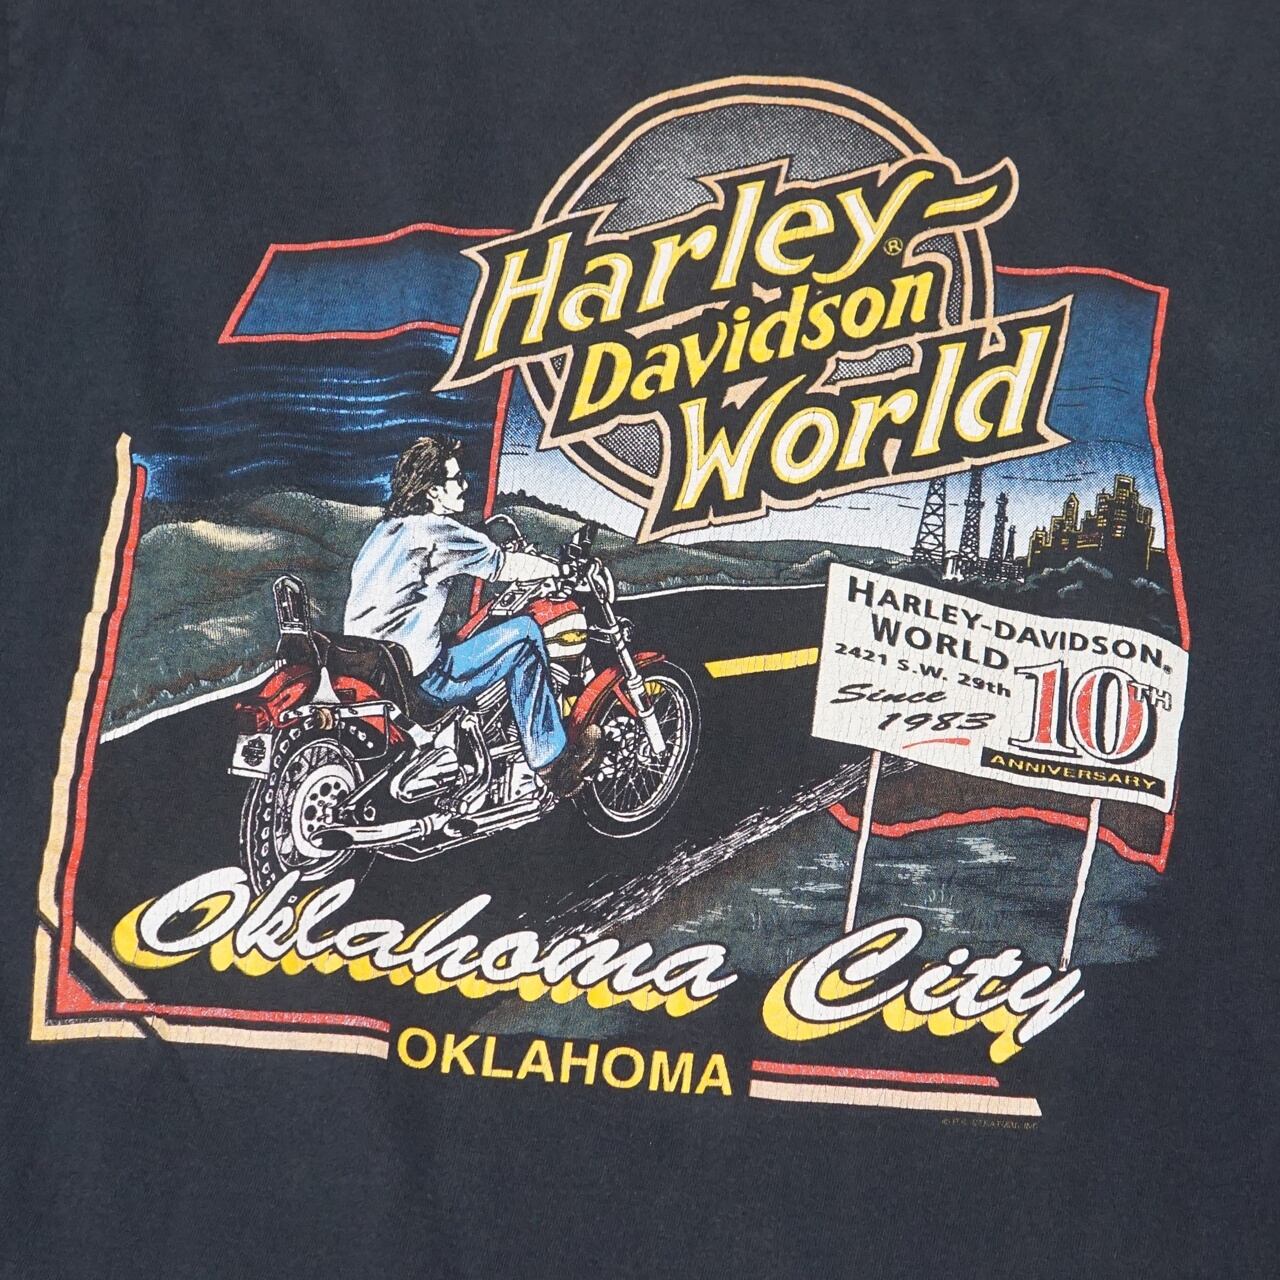 Harley-
Davidson
World
®
HARLEY-DAVIDSON®
WORLD
2421 S.W. 29th
Since
1983
10TH
ANNIVERSARY
Oklahoma City
OKLAHOMA